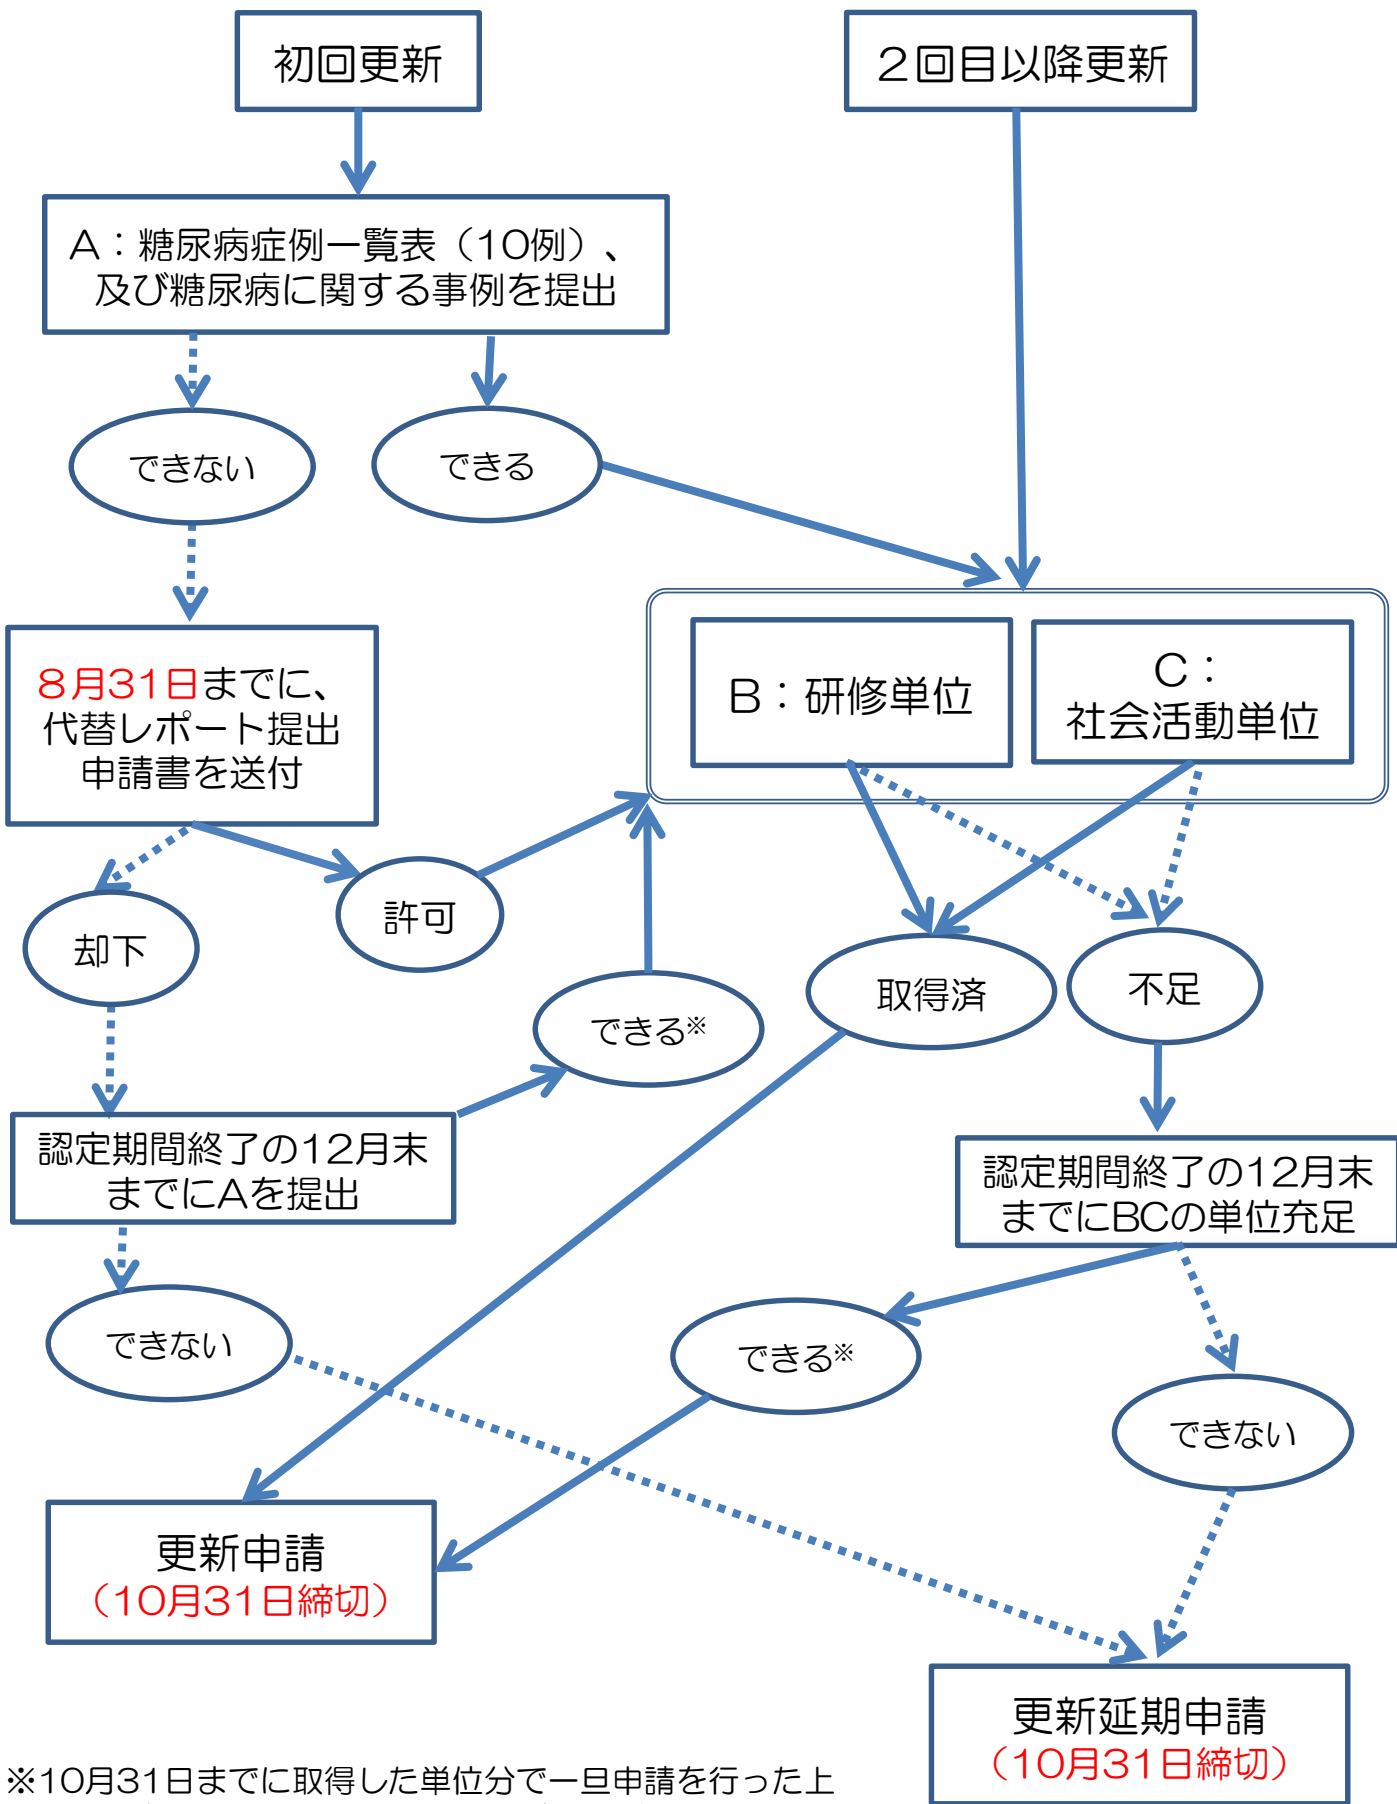 初回更新
２回目以降更新
A：糖尿病症例一覧表（10例）、
及び糖尿病に関する事例を提出
できない
できる
8月31日までに、
代替レポート提出
申請書を送付
B：研修単位
C：
社会活動単位
却下
許可
できる※
取得済
不足
認定期間終了の12月末
までにAを提出
認定期間終了の12月末
までにBCの単位充足
できない
できる※
できない
更新申請
（10月31日締切）
更新延期申請
（10月31日締切）
※10月31日までに取得した単位分で一旦申請を行った上